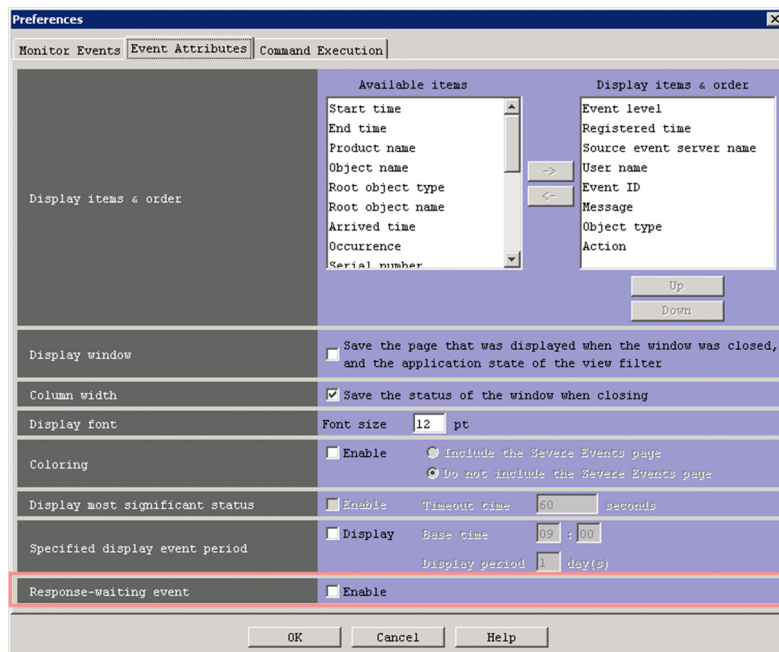 Preferences
Monitor Events Event Attributes Command Execution
Available items
Display items & order
Display items & order
Start time
End time
Product name
Object name
Root object type
Root object name
Arrived time
Occurrence
Serial number
->
<-
Event level
Registered time
Source event server name
User name
Event ID
Message
Object type
Action
Up
Down
Display window
Save the page that was displayed when the window was closed,
and the application state of the view filter
Column width
Save the status of the window when closing
Display font
Font size 12 pt
Coloring
Enable
Include the Severe Events page
Do not include the Severe Events page
Display most significant status
Enable Timeout time 60 seconds
Specified display event period
Display Base time 09 : 00
Display period 1 day(s)
Response-waiting event
Enable
OK Cancel Help